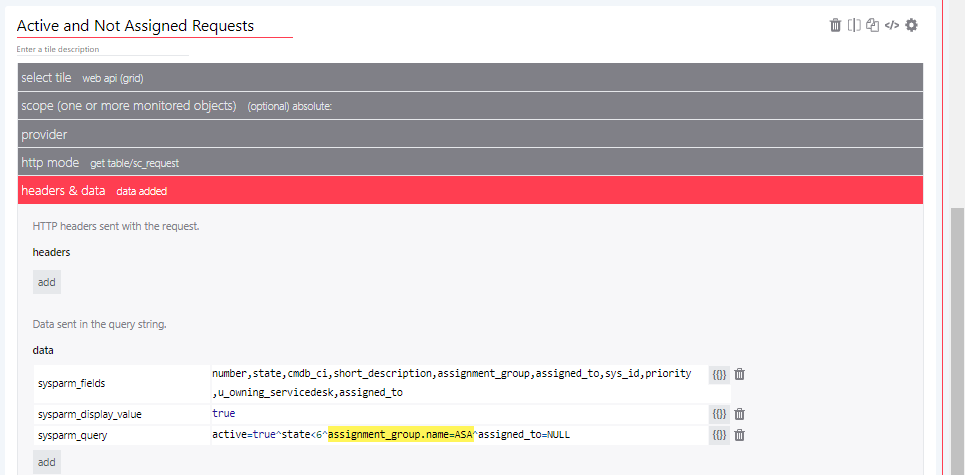 Active and Not Assigned Requests
</>
Enter a tile description
select tile web api (grid)
scope (one or more monitored objects) (optional) absolute:
provider
http mode get table/sc_request
headers & data data added
HTTP headers sent with the request.
headers
add
Data sent in the query string.
data
sysparm_fields number,state,cmdb_ci,short_description,assignment_group,assigned_to,sys_id,priority {{}}
,u_owning_servicedesk,assigned_to
sysparm_display_value true {{}}
sysparm_query active=true^state<6^assignment_group.name=ASA^assigned_to=NULL {{}}
add